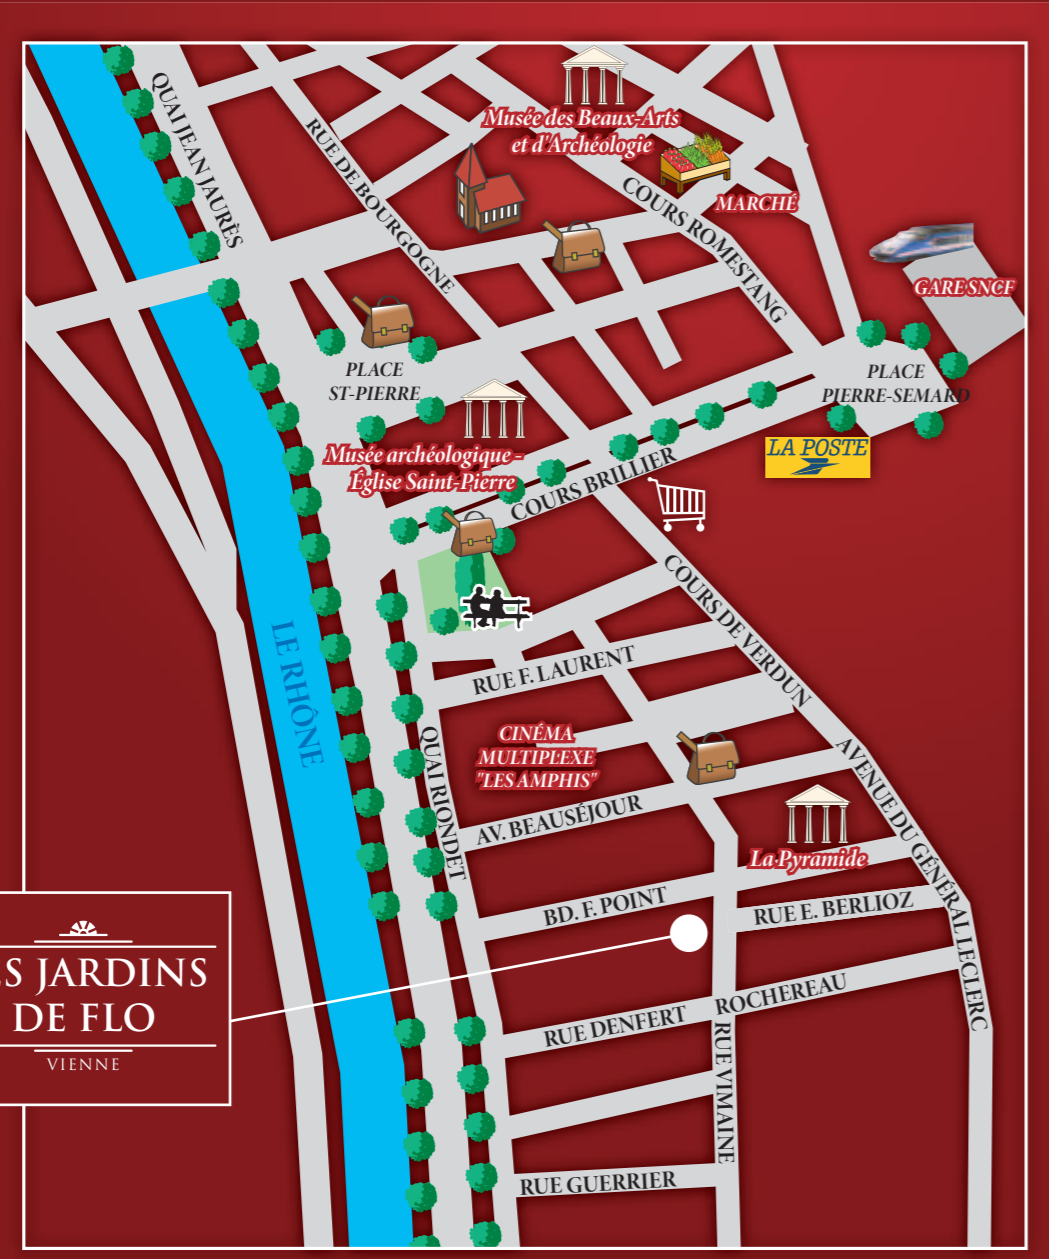 QUAI JEAN JAURÈS
RUE DE BOURGOGNE
Musée des Beaux-Arts
et d'Archéologie
MARCHÉ
COURS ROMESTANG
GARE SNCF
PLACE
ST-PIERRE
PLACE
PIERRE-SEMARD
LA POSTE
Musée archéologique -
Église Saint-Pierre
COURS BRILLIER
COURS DE VERDUN
LE RHÔNE
RUE F. LAURENT
CINÉMA
MULTIPLEXE
"LES AMPHIS"
QUAI RIONDET
AV. BEAUSÉJOUR
AVENUE DU GÉNÉRAL LECLERC
La Pyramide
BD. F. POINT
RUE E. BERLIOZ
ES JARDINS
DE FLO
VIENNE
RUE DENFERT ROCHEREAU
RUE VIMAINE
RUE GUERRIER